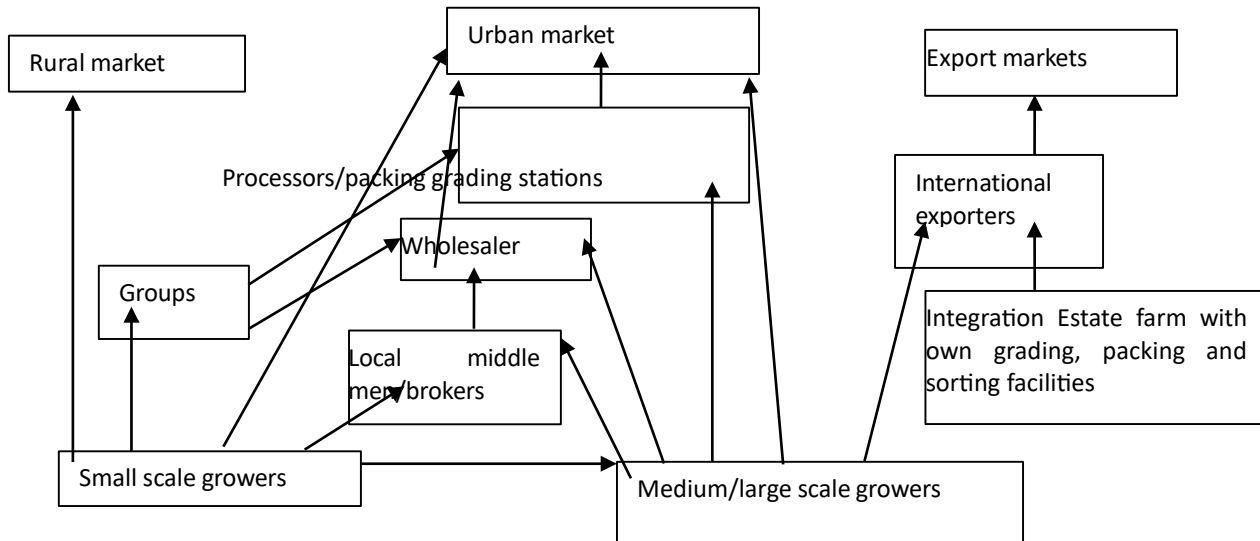 Urban market
Rural market
Export markets
Processors/packing grading stations
International
exporters
Wholesaler
Groups
Integration Estate farm with
own grading, packing and
sorting facilities
Local middle
men/brokers
Small scale growers
Medium/large scale growers